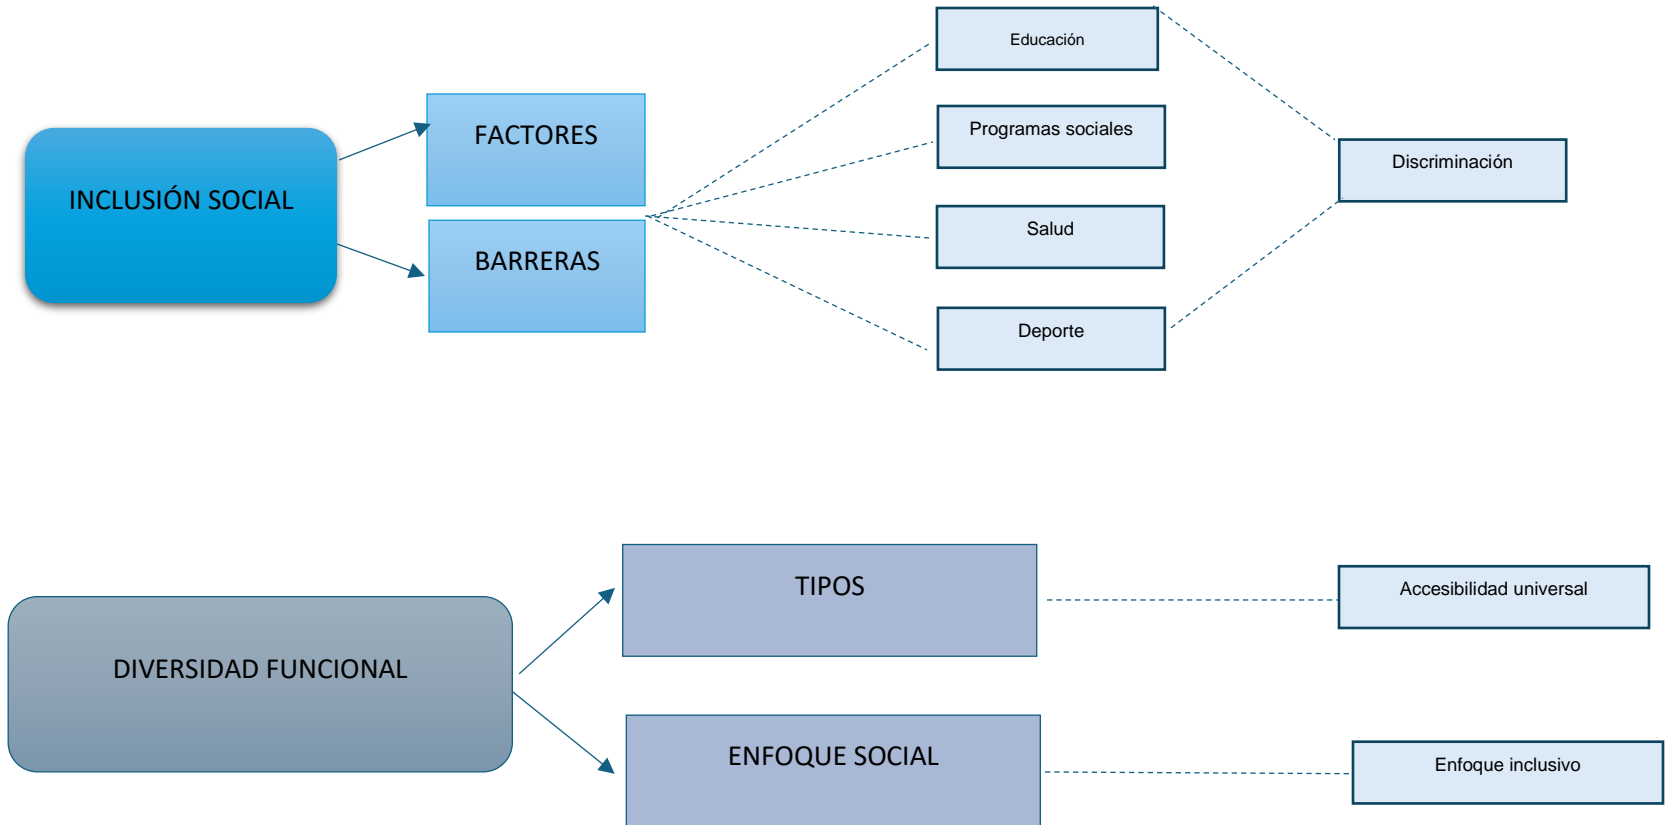 INCLUSIÓN SOCIAL
FACTORES
BARRERAS
Educación
Programas sociales
Salud
Deporte
Discriminación
DIVERSIDAD FUNCIONAL
TIPOS
ENFOQUE SOCIAL
Accesibilidad universal
Enfoque inclusivo